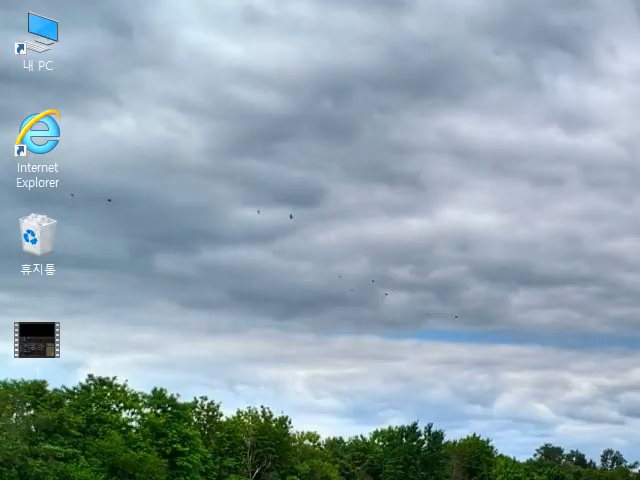 내 PC
Internet
Explorer
휴지통